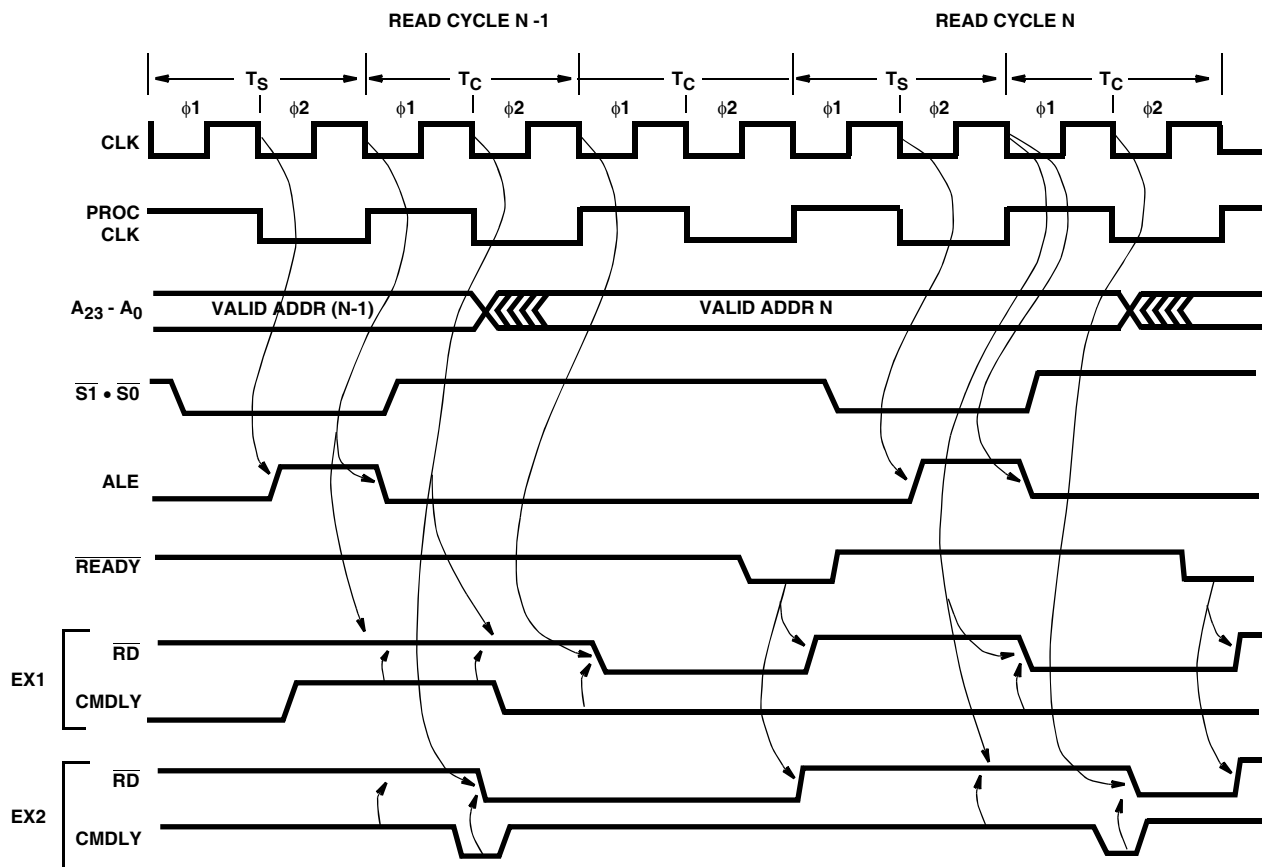 READ CYCLE N -1 READ CYCLE N
TS TC TC TS TC
ϕ1 ϕ2 ϕ1 ϕ2 ϕ1 ϕ2 ϕ1 ϕ2 ϕ1 ϕ2
CLK
PROC
CLK
A23 - A0 VALID ADDR (N-1) VALID ADDR N
S1 • S0
ALE
READY
RD
EX1
CMDLY
RD
EX2
CMDLY